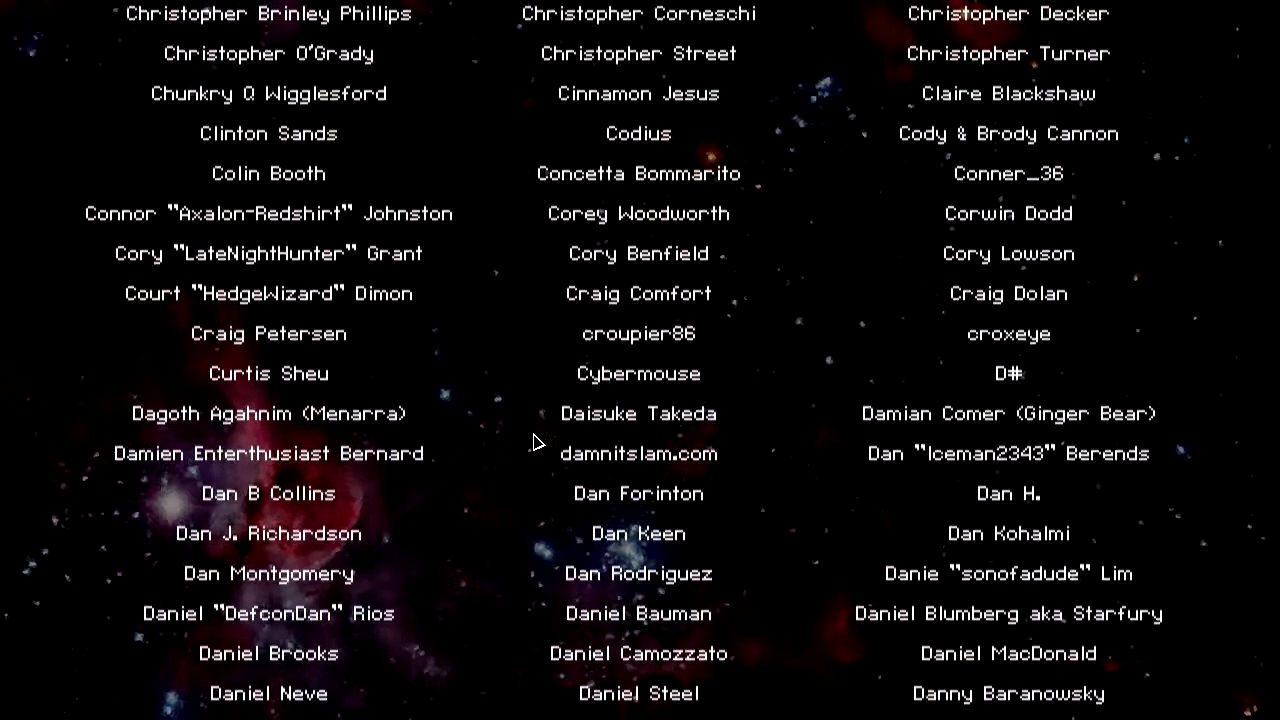 Christopher Brinley Phillips Christopher Corneschi Christopher Decker
Christopher O'Grady Christopher Street Christopher Turner
Chunkry Q Wigglesford Cinnamon Jesus Claire Blackshaw
Clinton Sands Codius Cody & Brody Cannon
Colin Booth Concetta Bommarito Conner_36
Connor "Axalon-Redshirt" Johnston Corey Woodworth Corwin Dodd
Cory "LateNightHunter" Grant Cory Benfield Cory Lowson
Court "HedgeWizard" Dimon Craig Comfort Craig Dolan
Craig Petersen croupier86 croxeye
Curtis Sheu Cybermouse D#
Dagoth Agahnim (Menarra) Daisuke Takeda Damian Comer (Ginger Bear)
Damien Enterthusiast Bernard damnitslam.com Dan "Iceman2343" Berends
Dan B Collins Dan Forinton Dan H.
Dan J. Richardson Dan Keen Dan Kohalmi
Dan Montgomery Dan Rodriguez Danie "sonofadude" Lim
Daniel "DefconDan" Rios Daniel Bauman Daniel Blumberg aka Starfury
Daniel Brooks Daniel Camozzato Daniel MacDonald
Daniel Neve Daniel Steel Danny Baranowsky